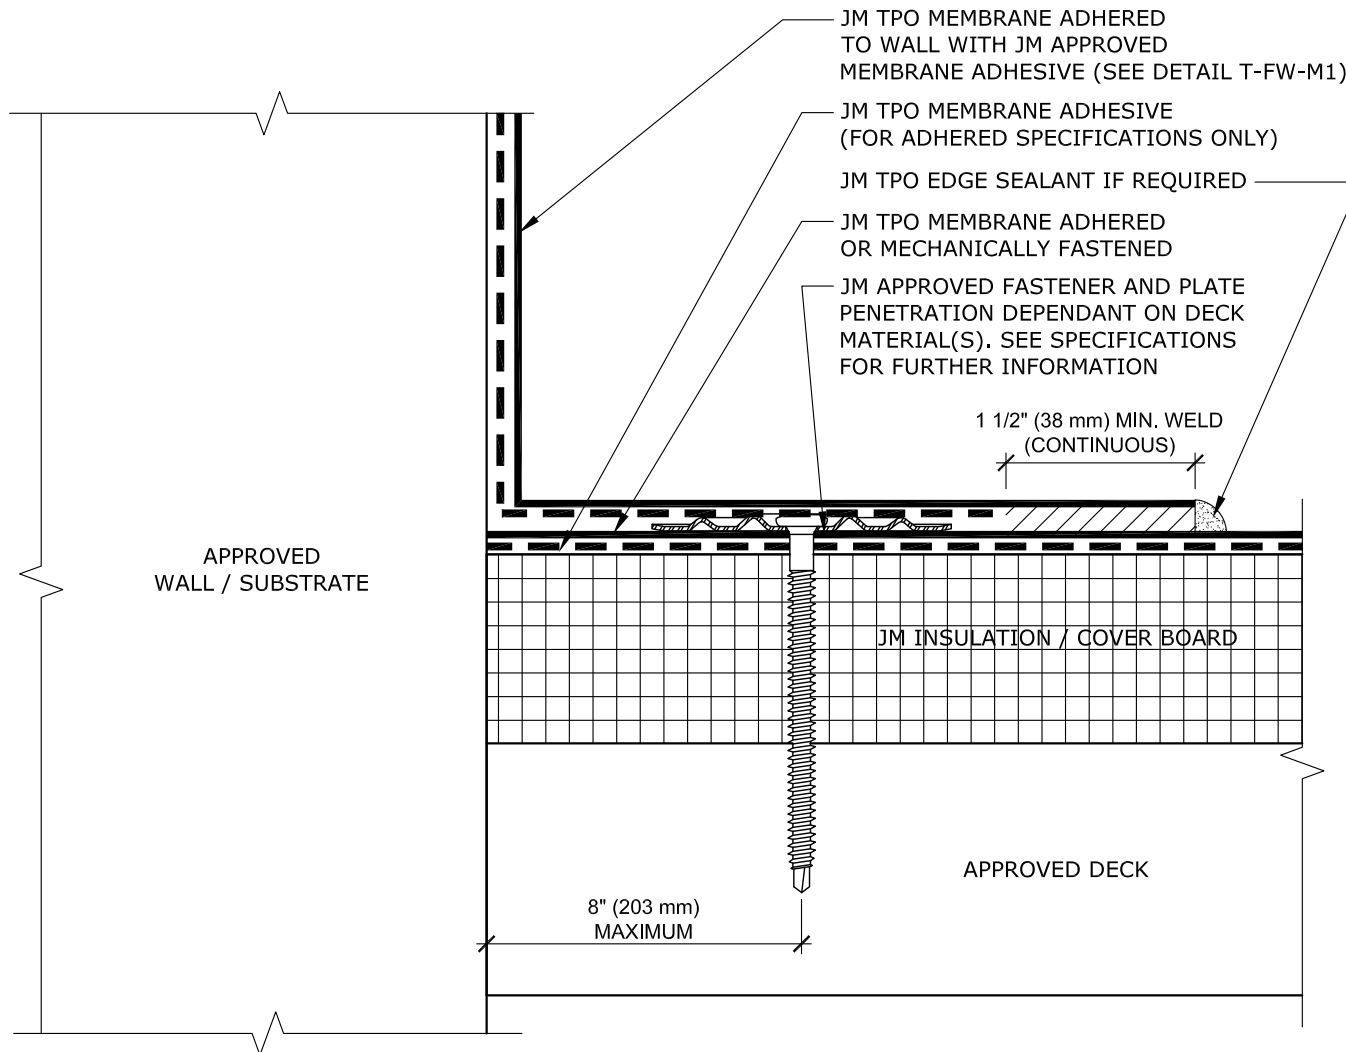 JM TPO MEMBRANE ADHERED
TO WALL WITH JM APPROVED
MEMBRANE ADHESIVE (SEE DETAIL T-FW-M1)
JM TPO MEMBRANE ADHESIVE
(FOR ADHERED SPECIFICATIONS ONLY)
JM TPO EDGE SEALANT IF REQUIRED
JM TPO MEMBRANE ADHERED
OR MECHANICALLY FASTENED
JM APPROVED FASTENER AND PLATE
PENETRATION DEPENDANT ON DECK
MATERIAL(S). SEE SPECIFICATIONS
FOR FURTHER INFORMATION
1 1/2" (38 mm) MIN. WELD
(CONTINUOUS)
APPROVED
WALL / SUBSTRATE
JM INSULATION / COVER BOARD
APPROVED DECK
8" (203 mm)
MAXIMUM